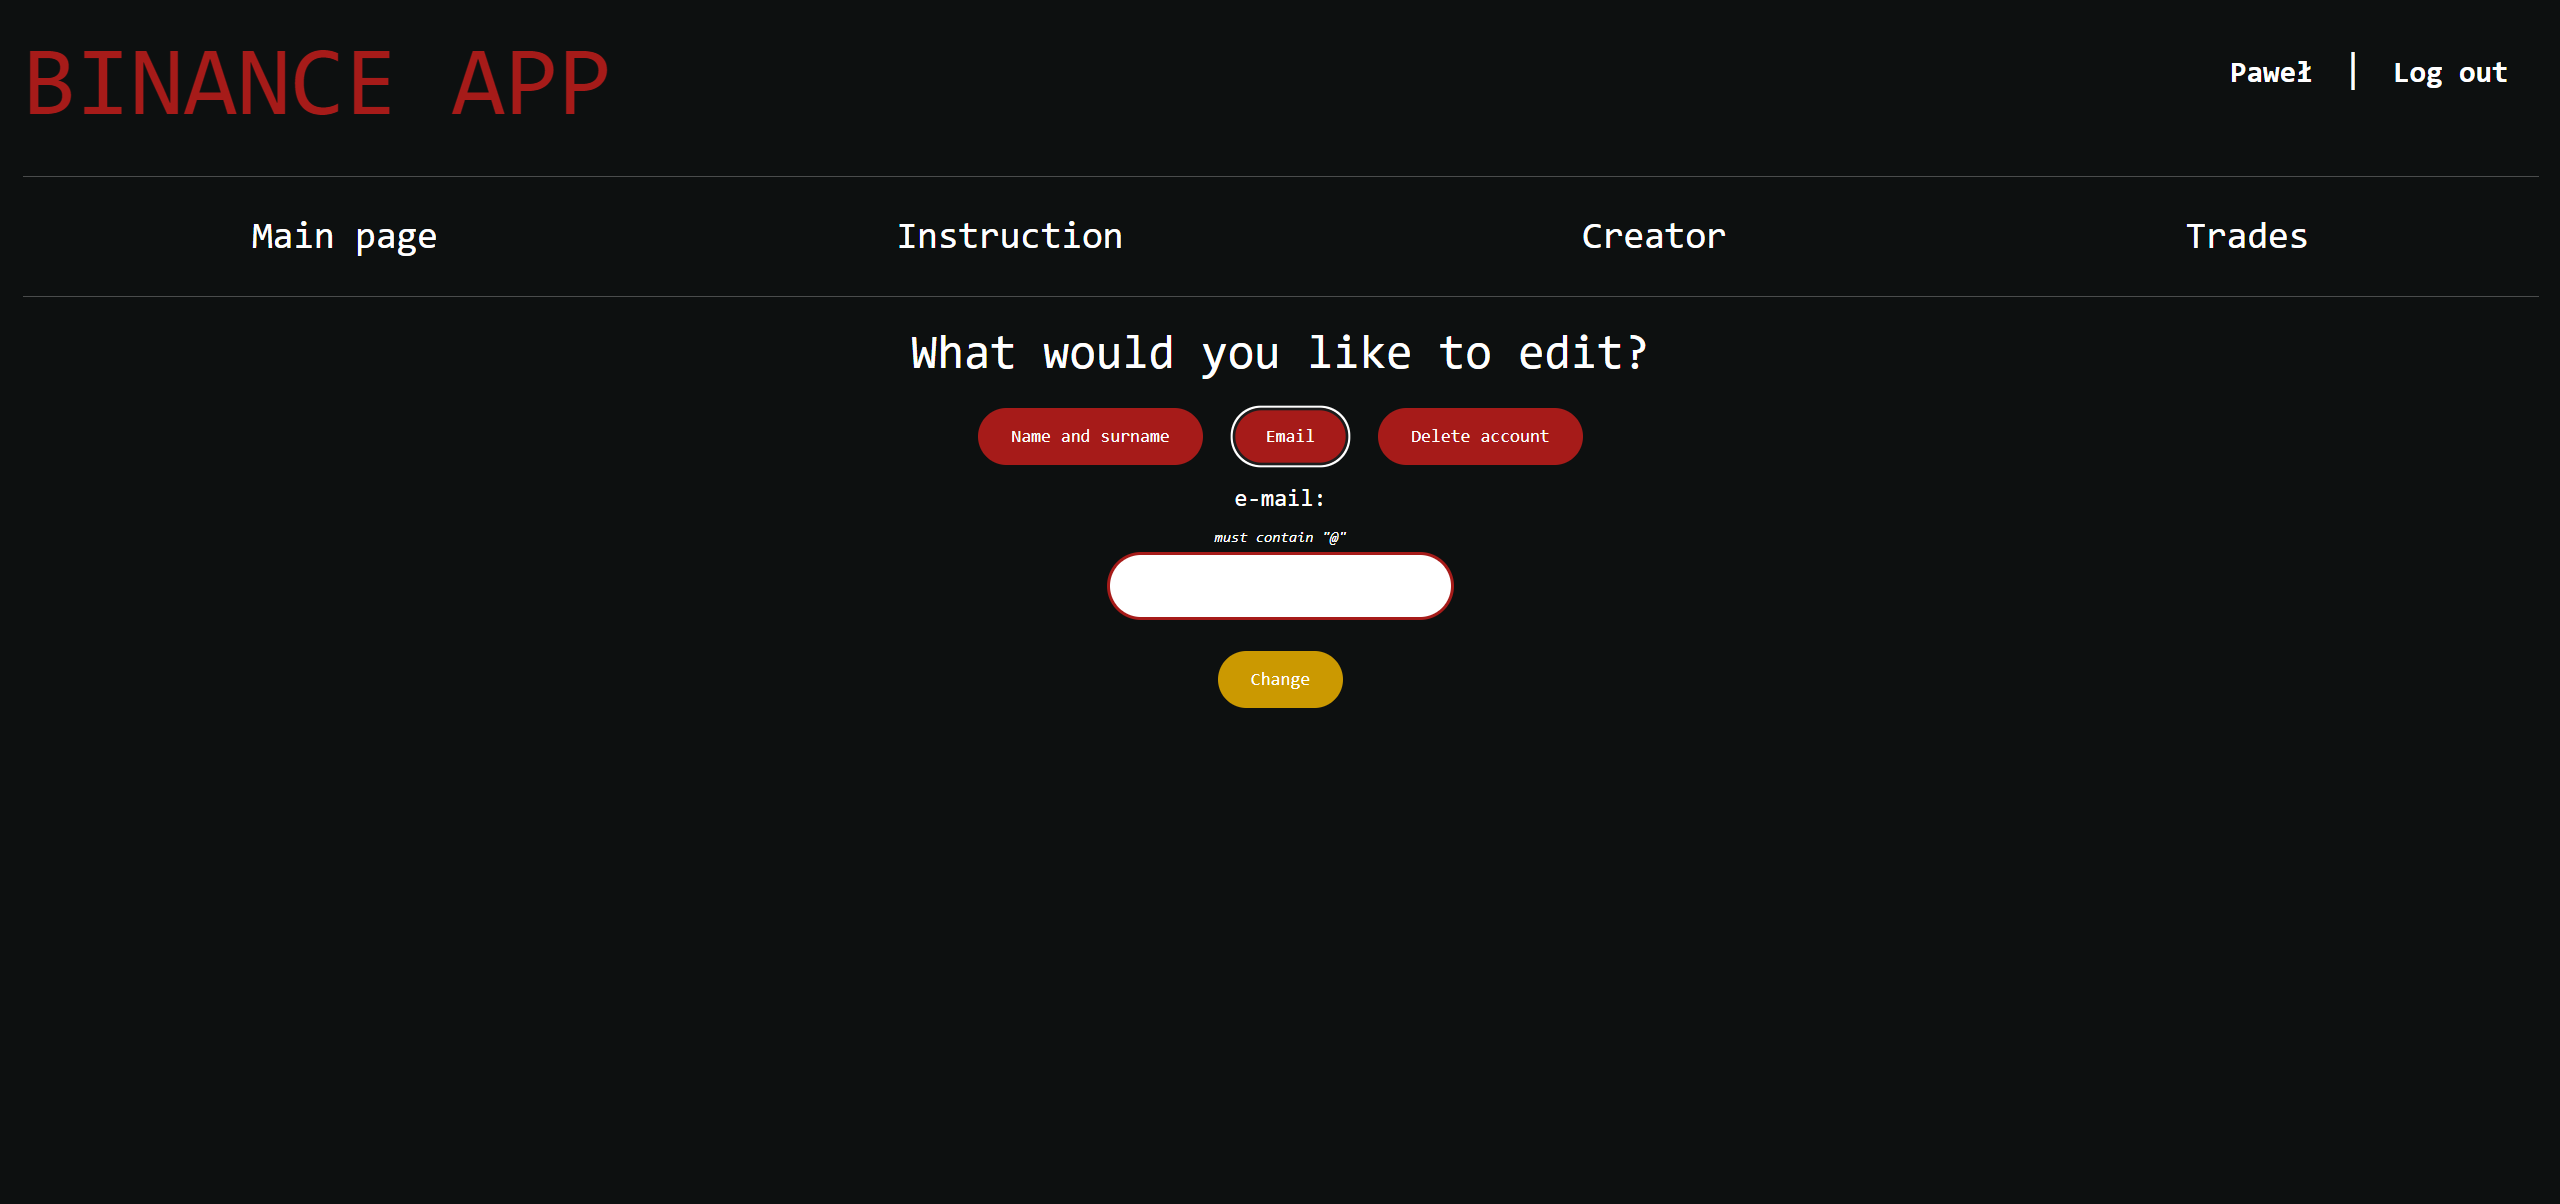 BINANCE APP
Paweł | Log out
Main page Instruction Creator Trades
What would you like to edit?
Name and surname Email Delete account
e-mail:
must contain "@"
Change